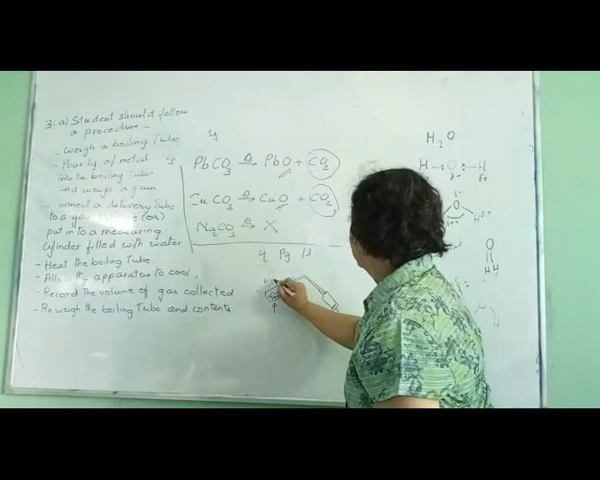 3. a) Student should follow
a procedure -
- weigh a boiling Tube
- Pour 1g of metal
into the boiling Tube
and weigh again
- Connect a delivery Tube
to a gas (or)
put in to a measuring
cylinder filled with water
- Heat the boiling Tube
- Allow the apparatus to cool,
- Record the volume of gas collected
- Reweigh the boiling Tube and contents
1g
PbCO3 Δ→ PbO + CO2
CuCO3 Δ→ CuO + CO2
Na2CO3 Δ→ X
Pg 13
H2O
H O H
δ- δ+
δ-
O
H δ+
O
H H